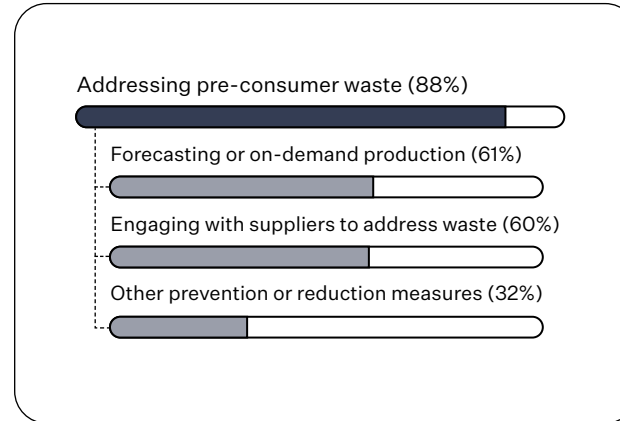 Addressing pre-consumer waste (88%)
Forecasting or on-demand production (61%)
Engaging with suppliers to address waste (60%)
Other prevention or reduction measures (32%)